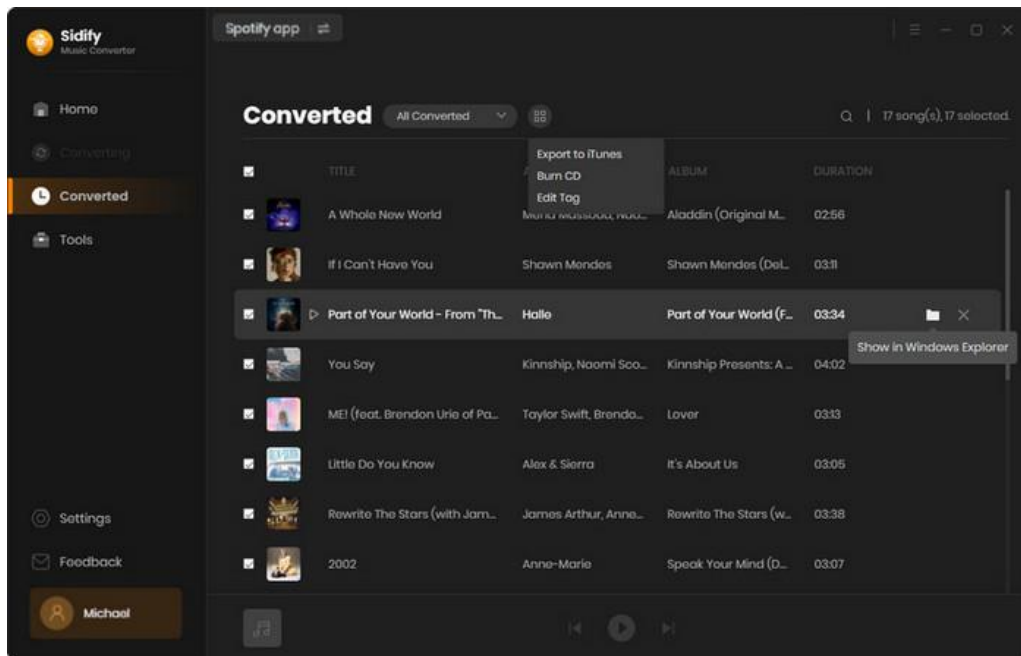 Sidify
Music Converter
Spotify app
Home
Converting
Converted
Tools
Settings
Feedback
Michael
Converted
All Converted
17 song(s), 17 selected.
Export to iTunes
Burn CD
Edit Tag
TITLE ALBUM DURATION
A Whole New World Mena Massoud, Nao... Aladdin (Original M... 02:56
If I Can't Have You Shawn Mendes Shawn Mendes (Del... 03:11
Part of Your World - From "Th... Halle Part of Your World (F... 03:34
Show in Windows Explorer
You Say Kinnship, Naomi Sco... Kinnship Presents: A ... 04:02
ME! (feat. Brendon Urie of Pa... Taylor Swift, Brendo... Lover 03:13
Little Do You Know Alex & Sierra It's About Us 03:05
Rewrite The Stars (with Jam... James Arthur, Anne... Rewrite The Stars (w... 03:38
2002 Anne-Marie Speak Your Mind (D... 03:07